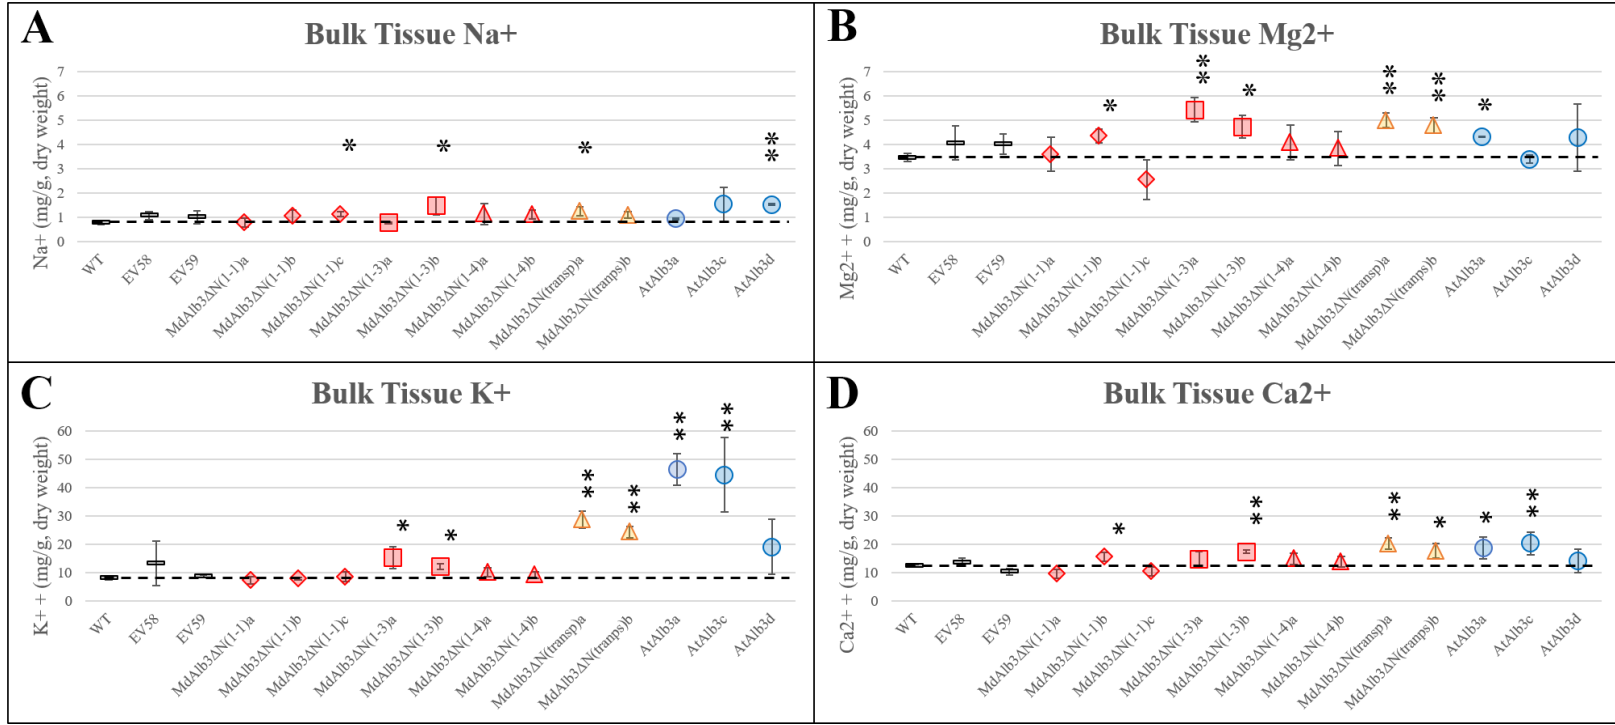 A
Bulk Tissue Na+
Na+ (mg/g, dry weight)
7
6
5
4
3
2
1
0
*
*
*
**
WT
EV58
EV59
MdAlb3ΔN(1-1)a
MdAlb3ΔN(1-1)b
MdAlb3ΔN(1-1)c
MdAlb3ΔN(1-3)a
MdAlb3ΔN(1-3)b
MdAlb3ΔN(1-4)a
MdAlb3ΔN(1-4)b
MdAlb3ΔN(transp)a
MdAlb3ΔN(tranps)b
AtAlb3a
AtAlb3c
AtAlb3d
B
Bulk Tissue Mg2+
Mg2+ + (mg/g, dry weight)
7
6
5
4
3
2
1
0
*
**
*
**
**
*
WT
EV58
EV59
MdAlb3ΔN(1-1)a
MdAlb3ΔN(1-1)b
MdAlb3ΔN(1-1)c
MdAlb3ΔN(1-3)a
MdAlb3ΔN(1-3)b
MdAlb3ΔN(1-4)a
MdAlb3ΔN(1-4)b
MdAlb3ΔN(transp)a
MdAlb3ΔN(tranps)b
AtAlb3a
AtAlb3c
AtAlb3d
C
Bulk Tissue K+
K+ + (mg/g, dry weight)
60
50
40
30
20
10
0
*
*
**
**
**
**
WT
EV58
EV59
MdAlb3ΔN(1-1)a
MdAlb3ΔN(1-1)b
MdAlb3ΔN(1-1)c
MdAlb3ΔN(1-3)a
MdAlb3ΔN(1-3)b
MdAlb3ΔN(1-4)a
MdAlb3ΔN(1-4)b
MdAlb3ΔN(transp)a
MdAlb3ΔN(tranps)b
AtAlb3a
AtAlb3c
AtAlb3d
D
Bulk Tissue Ca2+
Ca2+ + (mg/g, dry weight)
60
50
40
30
20
10
0
*
**
**
*
*
**
WT
EV58
EV59
MdAlb3ΔN(1-1)a
MdAlb3ΔN(1-1)b
MdAlb3ΔN(1-1)c
MdAlb3ΔN(1-3)a
MdAlb3ΔN(1-3)b
MdAlb3ΔN(1-4)a
MdAlb3ΔN(1-4)b
MdAlb3ΔN(transp)a
MdAlb3ΔN(tranps)b
AtAlb3a
AtAlb3c
AtAlb3d